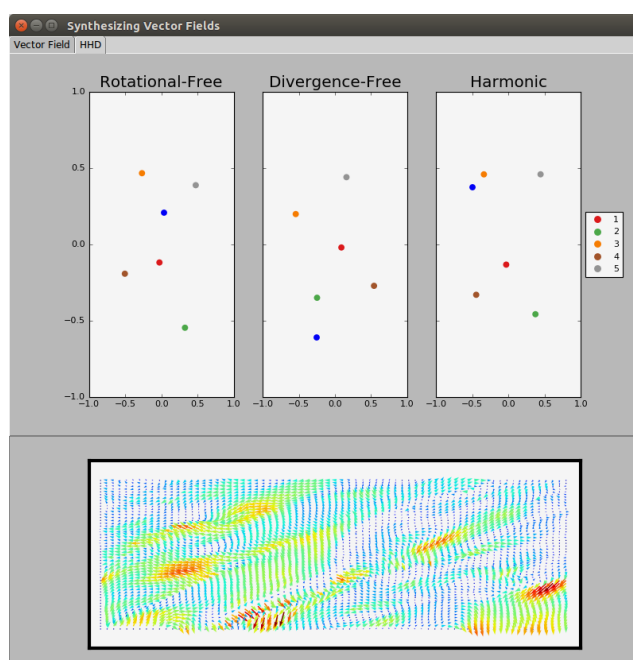 Synthesizing Vector Fields
Vector Field HHD
Rotational-Free Divergence-Free Harmonic
1.0
0.5
0.0
−0.5
−1.0
−1.0 −0.5 0.0 0.5 1.0 −1.0 −0.5 0.0 0.5 1.0 −1.0 −0.5 0.0 0.5 1.0
1
2
3
4
5